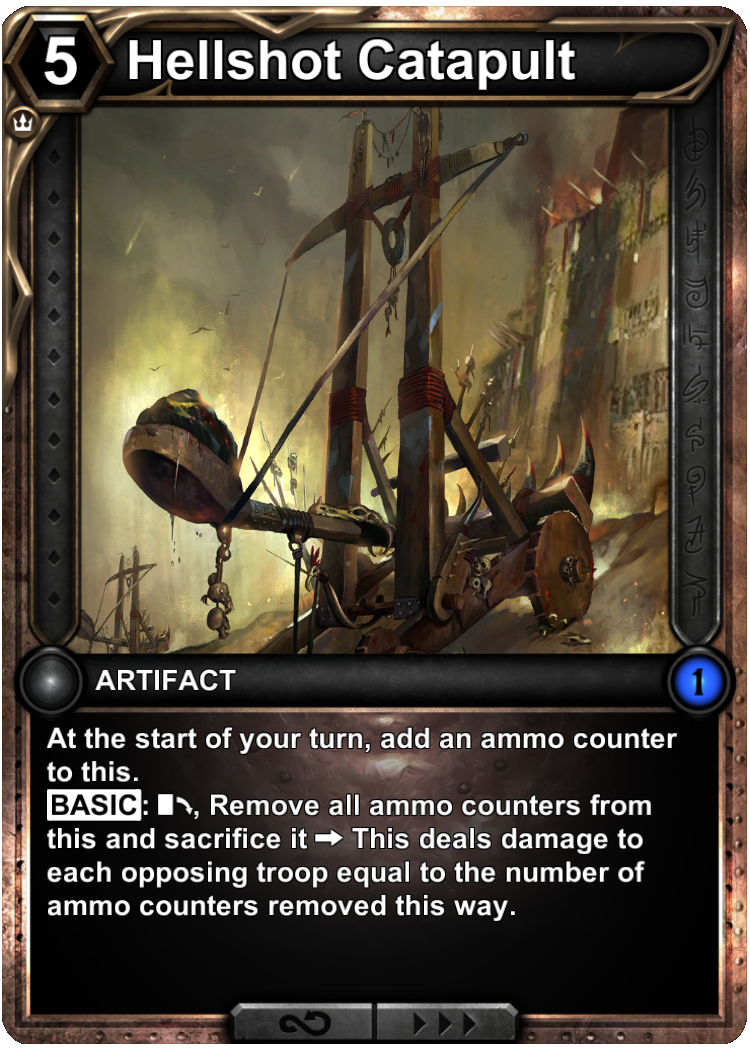 5
Hellshot Catapult
ARTIFACT
1
At the start of your turn, add an ammo counter
to this.
BASIC: , Remove all ammo counters from
this and sacrifice it ➡ This deals damage to
each opposing troop equal to the number of
ammo counters removed this way.